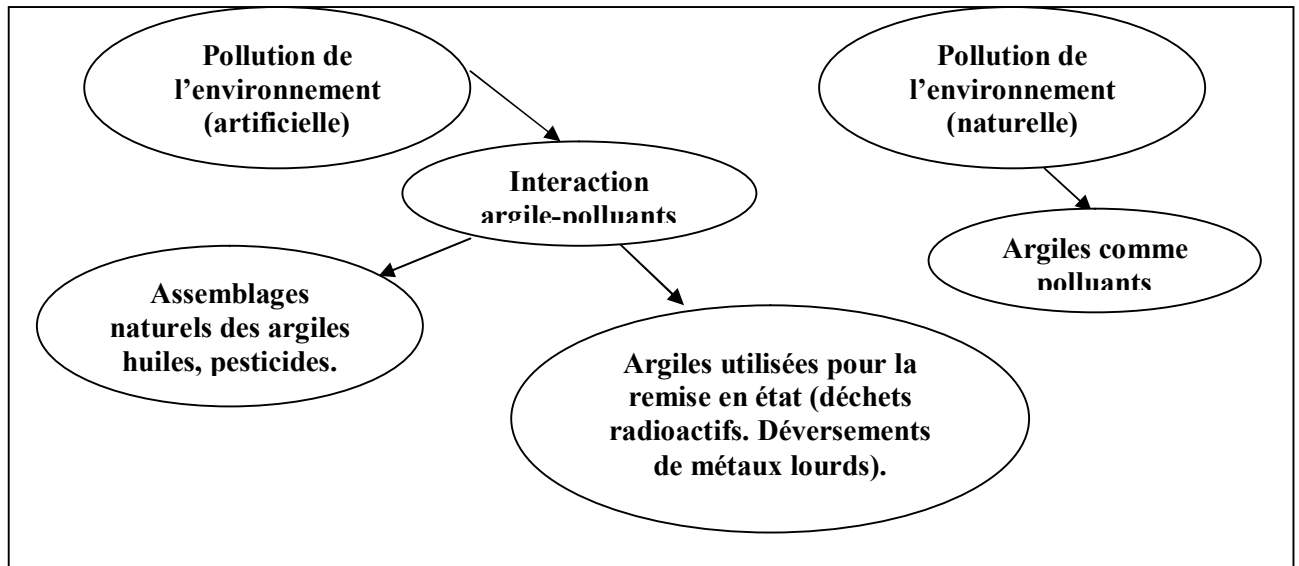 Pollution de
l’environnement
(artificielle)
Pollution de
l’environnement
(naturelle)
Interaction
argile-polluants
Argiles comme
polluants
Assemblages
naturels des argiles
huiles, pesticides.
Argiles utilisées pour la
remise en état (déchets
radioactifs. Déversements
de métaux lourds).